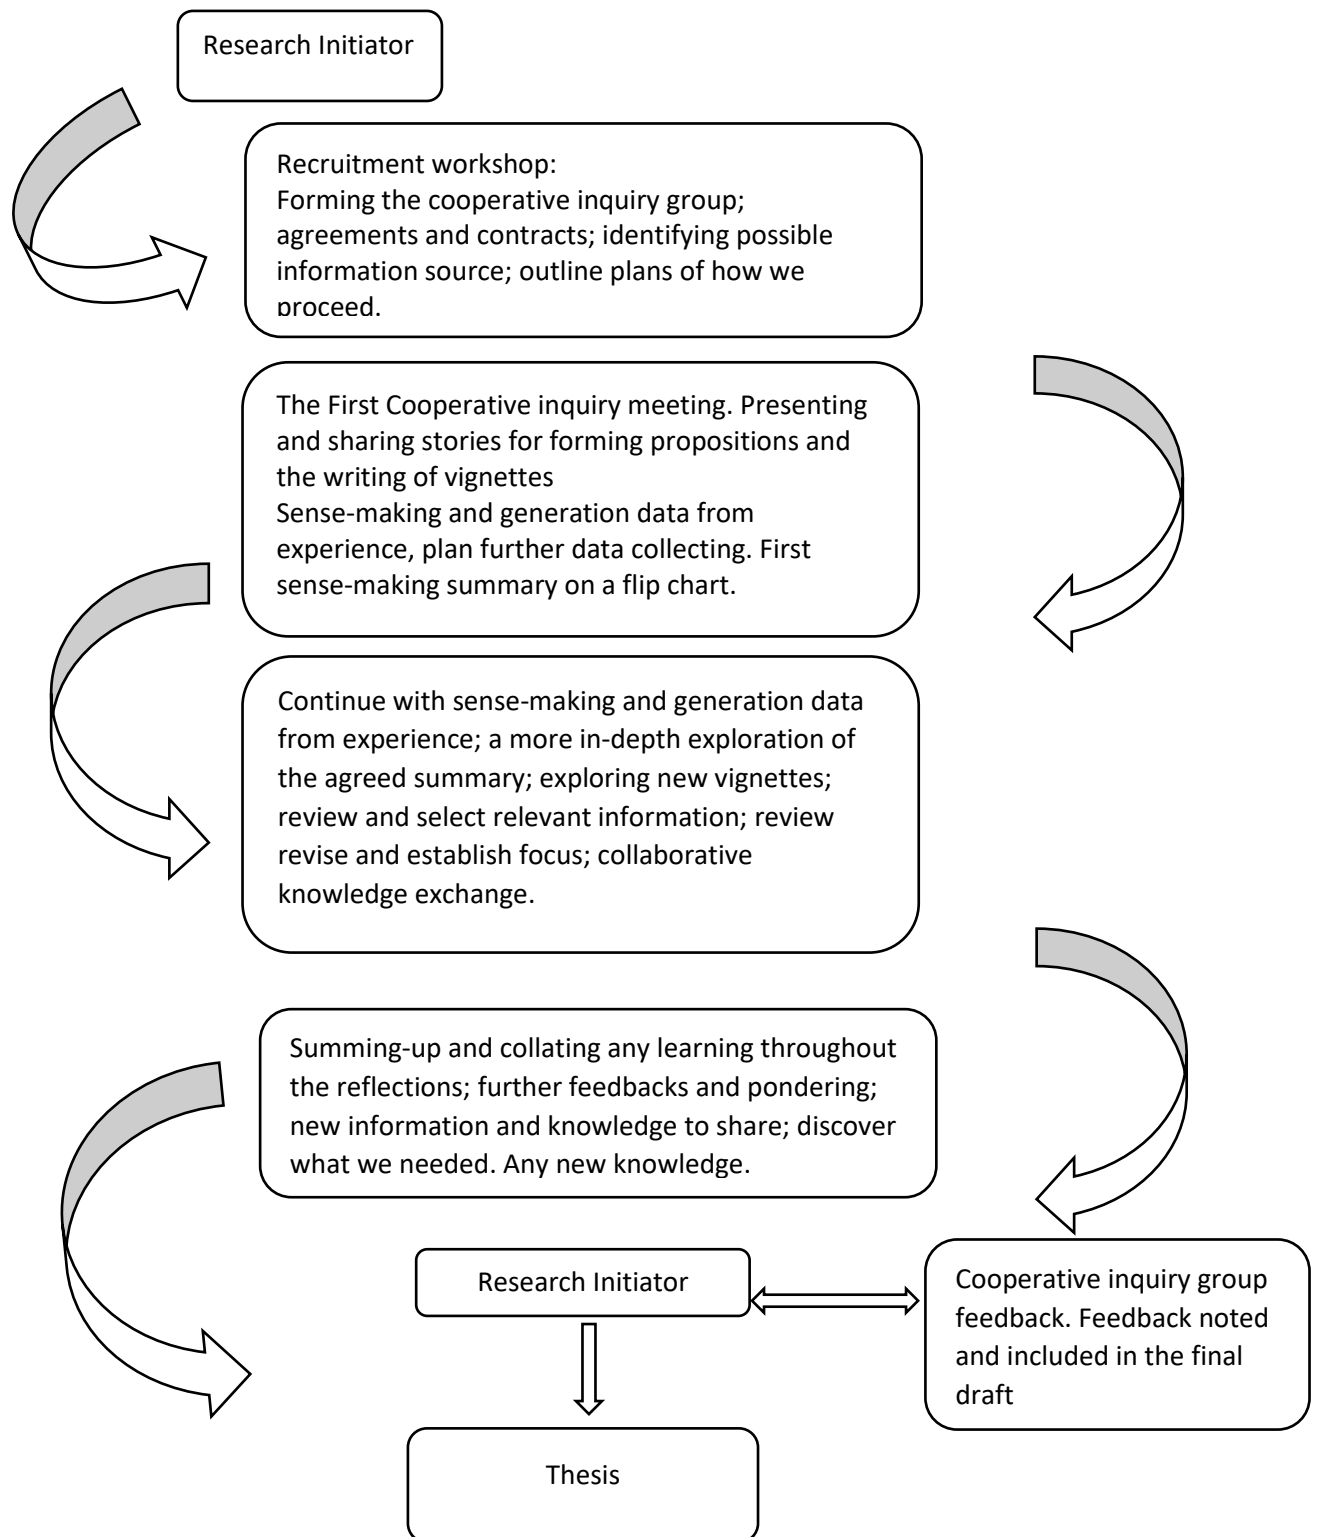 Research Initiator
Recruitment workshop:
Forming the cooperative inquiry group;
agreements and contracts; identifying possible
information source; outline plans of how we
proceed.
The First Cooperative inquiry meeting. Presenting
and sharing stories for forming propositions and
the writing of vignettes
Sense-making and generation data from
experience, plan further data collecting. First
sense-making summary on a flip chart.
Continue with sense-making and generation data
from experience; a more in-depth exploration of
the agreed summary; exploring new vignettes;
review and select relevant information; review
revise and establish focus; collaborative
knowledge exchange.
Summing-up and collating any learning throughout
the reflections; further feedbacks and pondering;
new information and knowledge to share; discover
what we needed. Any new knowledge.
Research Initiator
Cooperative inquiry group
feedback. Feedback noted
and included in the final
draft
Thesis